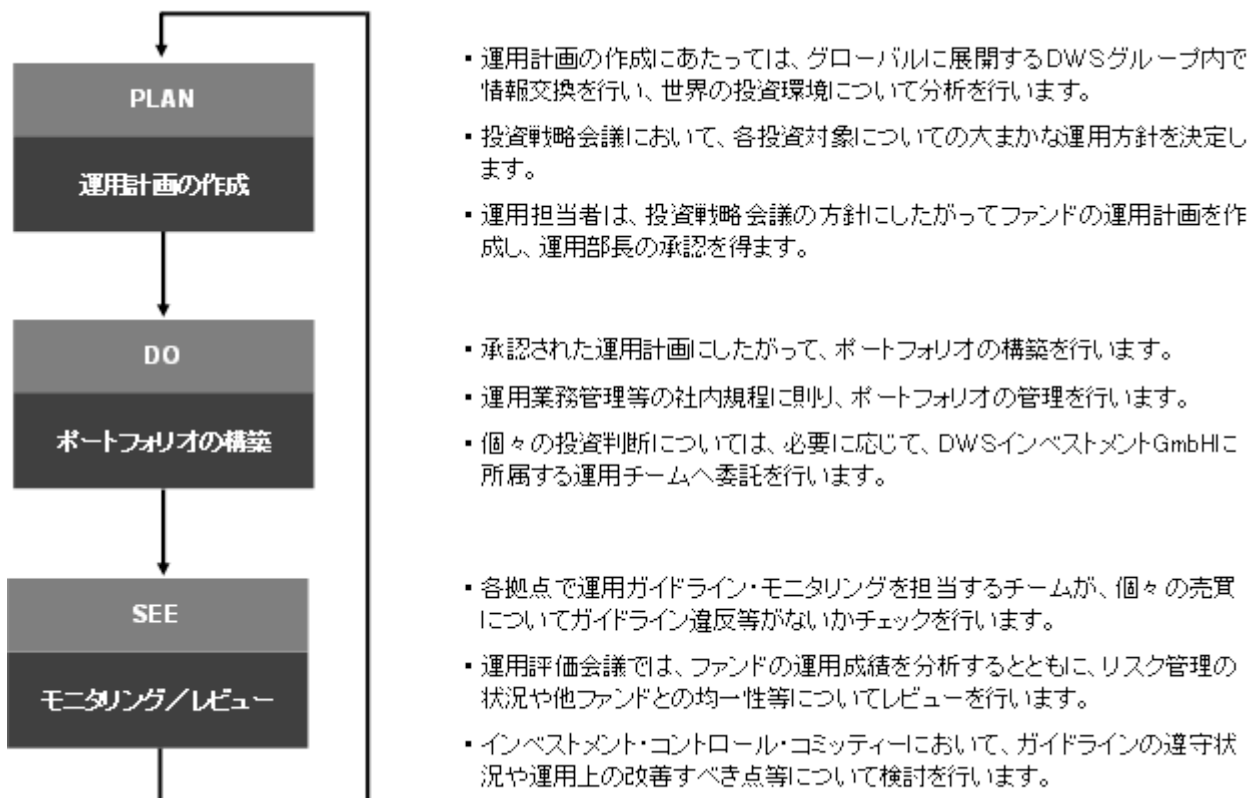 PLAN
運用計画の作成
・運用計画の作成にあたっては、グローバルに展開するDWSグループ内で
情報交換を行い、世界の投資環境について分析を行います。
・投資戦略会議において、各投資対象についての大まかな運用方針を決定し
ます。
・運用担当者は、投資戦略会議の方針にしたがってファンドの運用計画を作
成し、運用部長の承認を得ます。
DO
ポートフォリオの構築
・承認された運用計画にしたがって、ポートフォリオの構築を行います。
・運用業務管理等の社内規程に則り、ポートフォリオの管理を行います。
・個々の投資判断については、必要に応じて、DWSインベストメントGmbHに
所属する運用チームへ委託を行います。
SEE
モニタリング/レビュー
・各拠点で運用ガイドライン・モニタリングを担当するチームが、個々の売買
についてガイドライン違反等がないかチェックを行います。
・運用評価会議では、ファンドの運用成績を分析するとともに、リスク管理の
状況や他ファンドとの均一性等についてレビューを行います。
・インベストメント・コントロール・コミッティーにおいて、ガイドラインの遵守状
況や運用上の改善すべき点等について検討を行います。